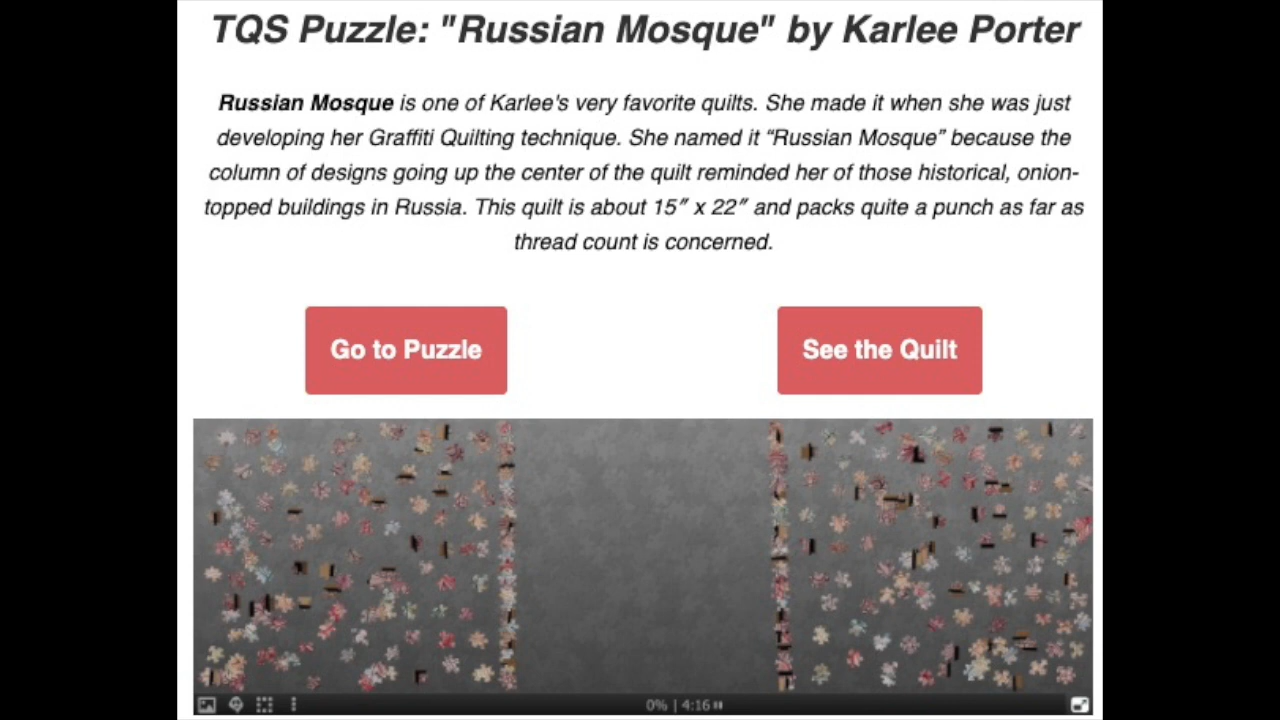 TQS Puzzle: "Russian Mosque" by Karlee Porter
Russian Mosque is one of Karlee's very favorite quilts. She made it when she was just
developing her Graffiti Quilting technique. She named it “Russian Mosque” because the
column of designs going up the center of the quilt reminded her of those historical, onion-
topped buildings in Russia. This quilt is about 15″ x 22″ and packs quite a punch as far as
thread count is concerned.
Go to Puzzle
See the Quilt
0% | 4:16